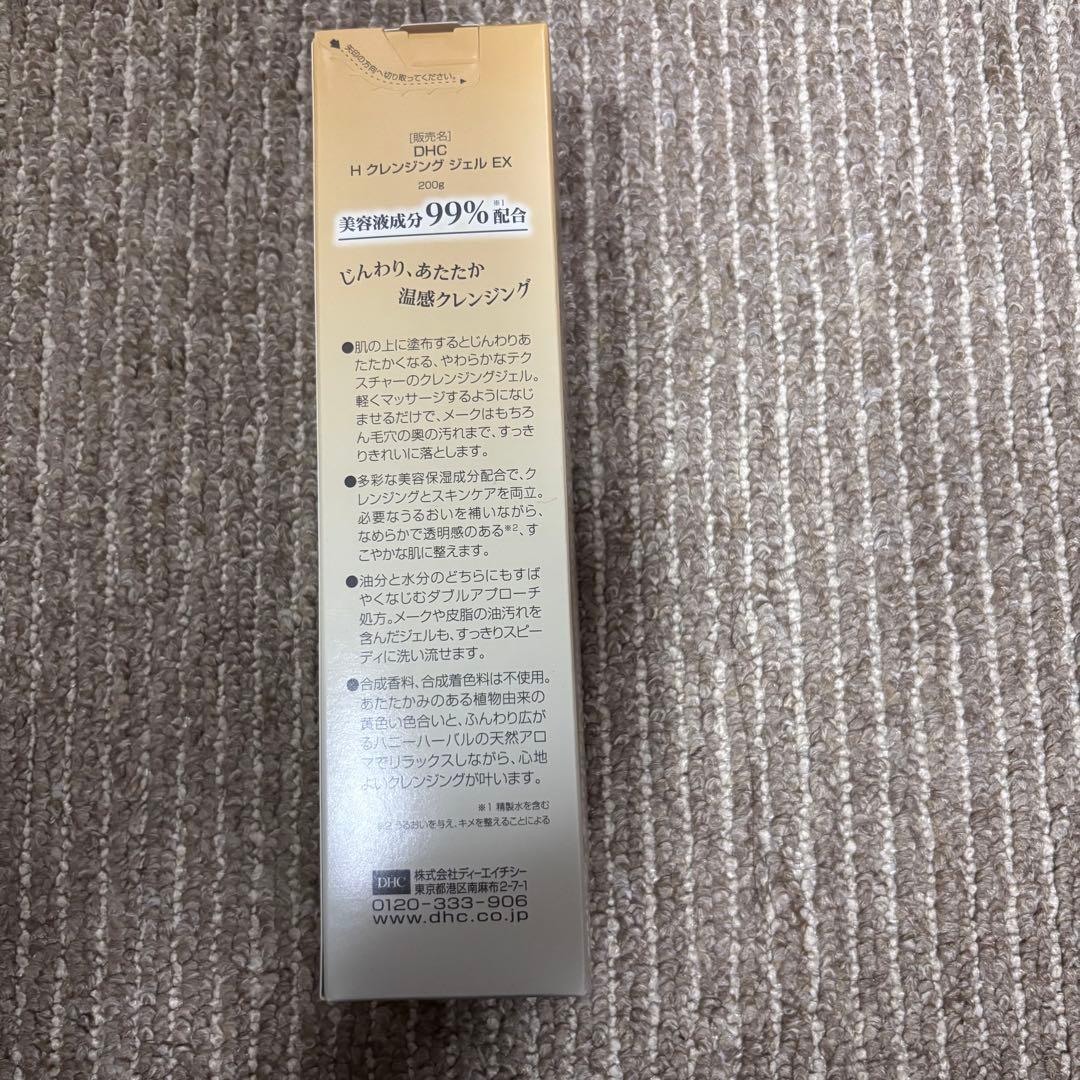 矢印の方向へ切り取ってください。
[販売名]
DHC
H クレンジング ジェル EX
200g
美容液成分99%※1配合
じんわり、あたたか
温感クレンジング
●肌の上に塗布するとじんわりあ
たたかくなる、やわらかなテク
スチャーのクレンジングジェル。
軽くマッサージするようになじ
ませるだけで、メークはもちろ
ん毛穴の奥の汚れまで、すっき
りきれいに落とします。
●多彩な美容保湿成分配合で、ク
レンジングとスキンケアを両立。
必要なうるおいを補いながら、
なめらかで透明感のある※2、す
こやかな肌に整えます。
●油分と水分のどちらにもすば
やくなじむダブルアプローチ
処方。メークや皮脂の油汚れを
含んだジェルも、すっきりスピー
ディに洗い流せます。
●合成香料、合成着色料は不使用。
あたたかみのある植物由来の
黄色い色合いと、ふんわり広が
るハニーハーバルの天然アロ
マでリラックスしながら、心地
よいクレンジングが叶います。
※1 精製水を含む
※2 うるおいを与え、キメを整えることによる
DHC 株式会社ディーエイチシー
東京都港区南麻布2-7-1
0120-333-906
www.dhc.co.jp